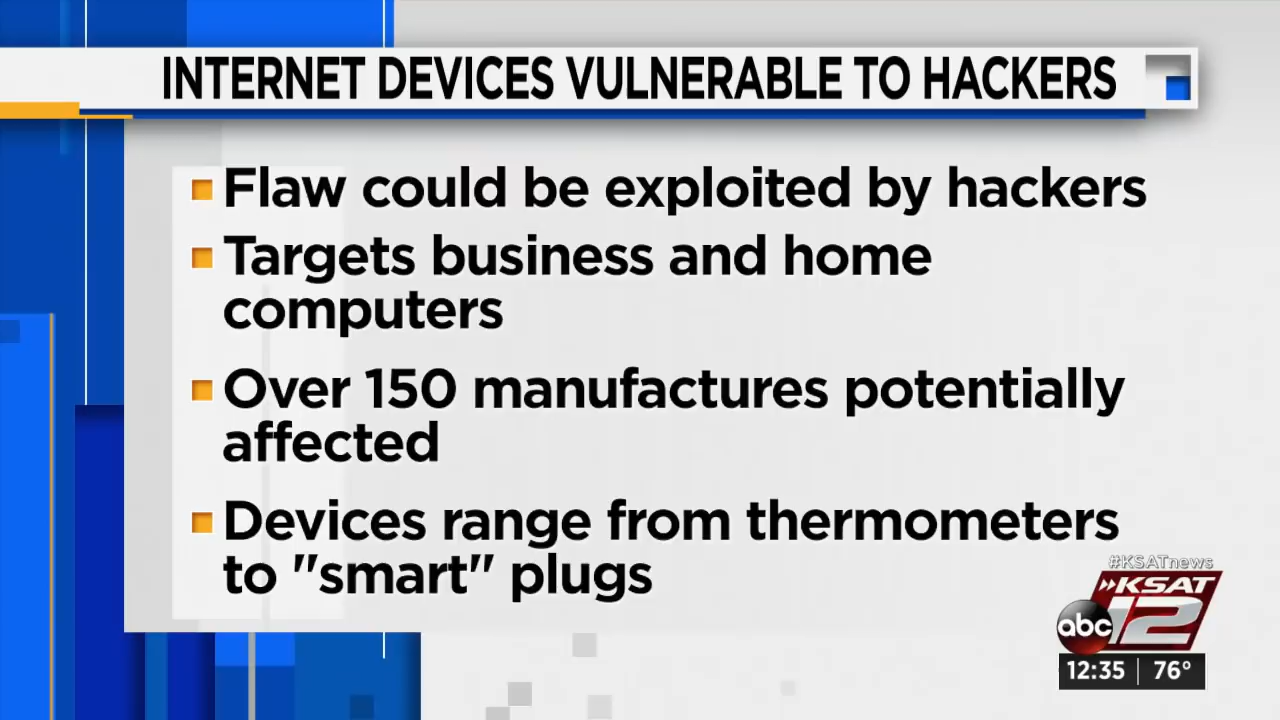 INTERNET DEVICES VULNERABLE TO HACKERS
Flaw could be exploited by hackers
Targets business and home
computers
Over 150 manufactures potentially
affected
Devices range from thermometers
to "smart" plugs
#KSATnews
KSAT
abc 12
12:35 76°